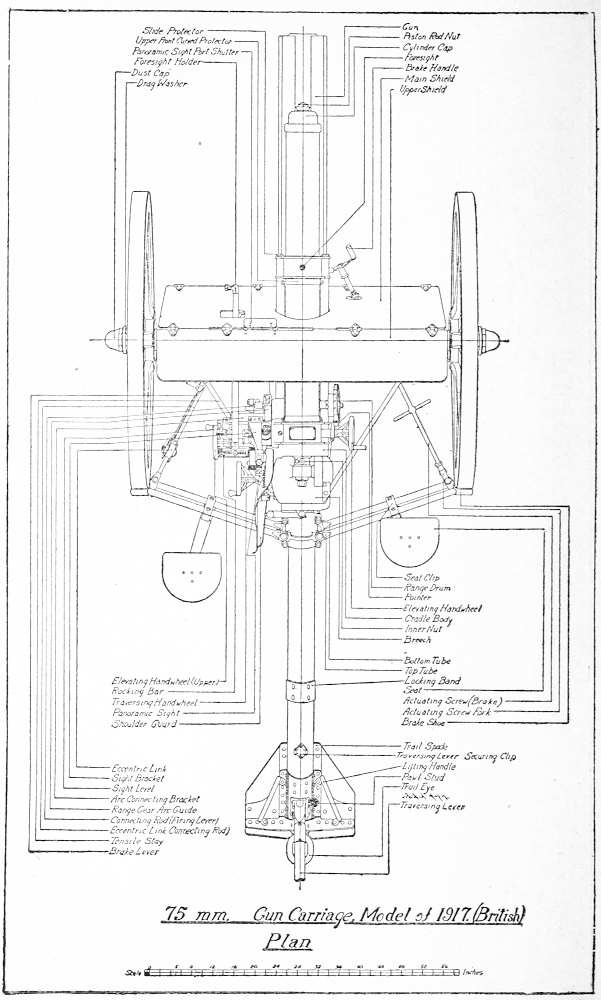 Slide Protector
Upper Front Curved Protector
Panoramic Sight Port Shutter
Foresight Holder
Dust Cap
Drag Washer
Gun
Piston Rod Nut
Cylinder Cap
Foresight
Brake Handle
Main Shield
Upper Shield
Seat Clip
Range Drum
Pointer
Elevating Handwheel
Cradle Body
Inner Nut
Breech
Bottom Tube
Top Tube
Locking Band
Seat
Actuating Screw (Brake)
Actuating Screw Fork
Brake Shoe
Elevating Handwheel (Upper)
Rocking Bar
Traversing Handwheel
Panoramic Sight
Shoulder Guard
Trail Spade
Traversing Lever Securing Clip
Lifting Handle
Pawl Stud
Trail Eye
Traversing Lever
Eccentric Link
Sight Bracket
Sight Level
Arc Connecting Bracket
Range Gear Arc Guide
Connecting Rod (Firing Lever)
Eccentric Link Connecting Rod)
Tensile Stay
Brake Lever
75 mm. Gun Carriage, Model of 1917. (British)
Plan
Scale
Inches